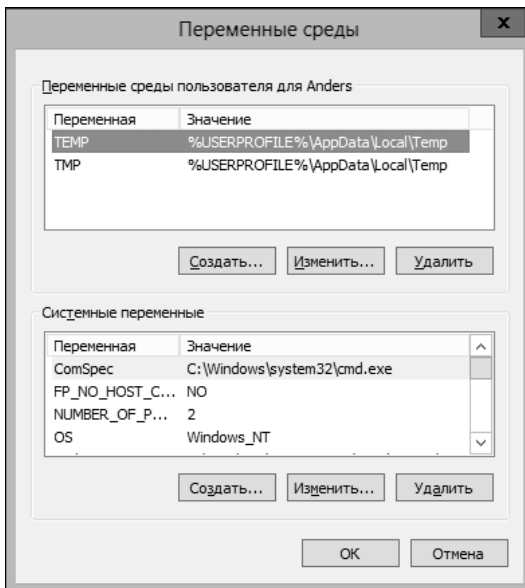 Переменные среды
x
Переменные среды пользователя для Anders
Переменная Значение
TEMP %USERPROFILE%\AppData\Local\Temp
TMP %USERPROFILE%\AppData\Local\Temp
Создать... Изменить... Удалить
Системные переменные
Переменная Значение
ComSpec C:\Windows\system32\cmd.exe
FP_NO_HOST_C... NO
NUMBER_OF_P... 2
OS Windows_NT
Создать... Изменить... Удалить
ОК Отмена